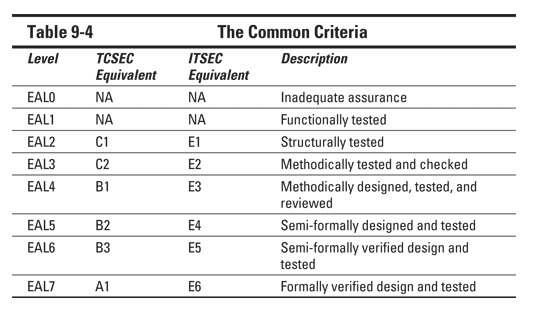 Table 9-4 The Common Criteria
Level TCSEC Equivalent ITSEC Equivalent Description
EAL0 NA NA Inadequate assurance
EAL1 NA NA Functionally tested
EAL2 C1 E1 Structurally tested
EAL3 C2 E2 Methodically tested and checked
EAL4 B1 E3 Methodically designed, tested, and
reviewed
EAL5 B2 E4 Semi-formally designed and tested
EAL6 B3 E5 Semi-formally verified design and
tested
EAL7 A1 E6 Formally verified design and tested